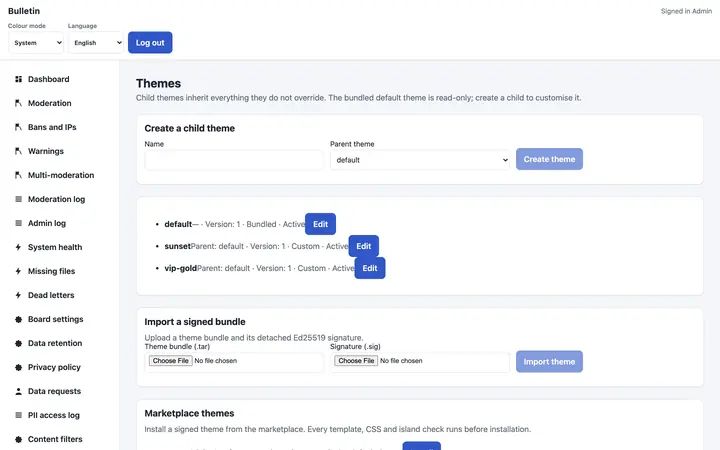 Bulletin
Signed in Admin
Colour mode
Language
System
English
Log out
Dashboard
Moderation
Bans and IPs
Warnings
Multi-moderation
Moderation log
Admin log
System health
Missing files
Dead letters
Board settings
Data retention
Privacy policy
Data requests
PII access log
Content filters
Themes
Child themes inherit everything they do not override. The bundled default theme is read-only; create a child to customise it.
Create a child theme
Name
Parent theme
default
Create theme
default— · Version: 1 · Bundled · Active Edit
sunsetParent: default · Version: 1 · Custom · Active Edit
vip-goldParent: default · Version: 1 · Custom · Active Edit
Import a signed bundle
Upload a theme bundle and its detached Ed25519 signature.
Theme bundle (.tar)
Signature (.sig)
Choose File No file chosen
Choose File No file chosen
Import theme
Marketplace themes
Install a signed theme from the marketplace. Every template, CSS and island check runs before installation.